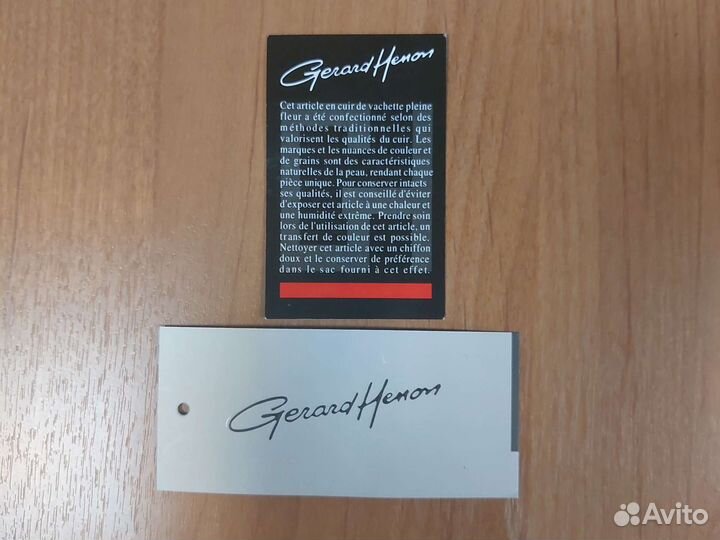 Gerard Henon
Cet article en cuir de vachette pleine
fleur a été confectionné selon des
méthodes traditionnelles qui
valorisent les qualités du cuir. Les
marques et les nuances de couleur et
de grains sont des caractéristiques
naturelles de la peau, rendant chaque
pièce unique. Pour conserver intacts
ses qualités, il est conseillé d'éviter
d'exposer cet article à une chaleur et
une humidité extrême. Prendre soin
lors de l'utilisation de cet article, un
transfert de couleur est possible.
Nettoyer cet article avec un chiffon
doux et le conserver de préférence
dans le sac fourni à cet effet.
Gerard Henon
Avito